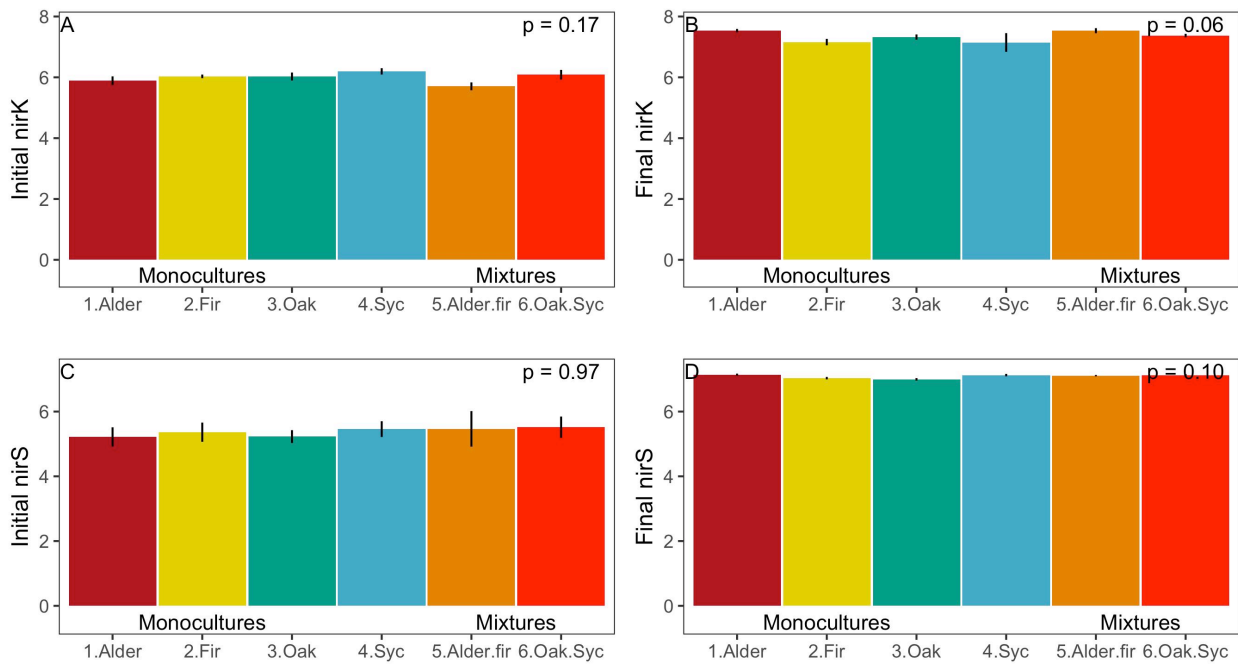 A
p = 0.17
Initial nirK
8
6
4
2
0
Monocultures
Mixtures
1.Alder
2.Fir
3.Oak
4.Syc
5.Alder.fir
6.Oak.Syc
B
p = 0.06
Final nirK
8
6
4
2
0
Monocultures
Mixtures
1.Alder
2.Fir
3.Oak
4.Syc
5.Alder.fir
6.Oak.Syc
C
p = 0.97
Initial nirS
6
4
2
0
Monocultures
Mixtures
1.Alder
2.Fir
3.Oak
4.Syc
5.Alder.fir
6.Oak.Syc
D
p = 0.10
Final nirS
6
4
2
0
Monocultures
Mixtures
1.Alder
2.Fir
3.Oak
4.Syc
5.Alder.fir
6.Oak.Syc